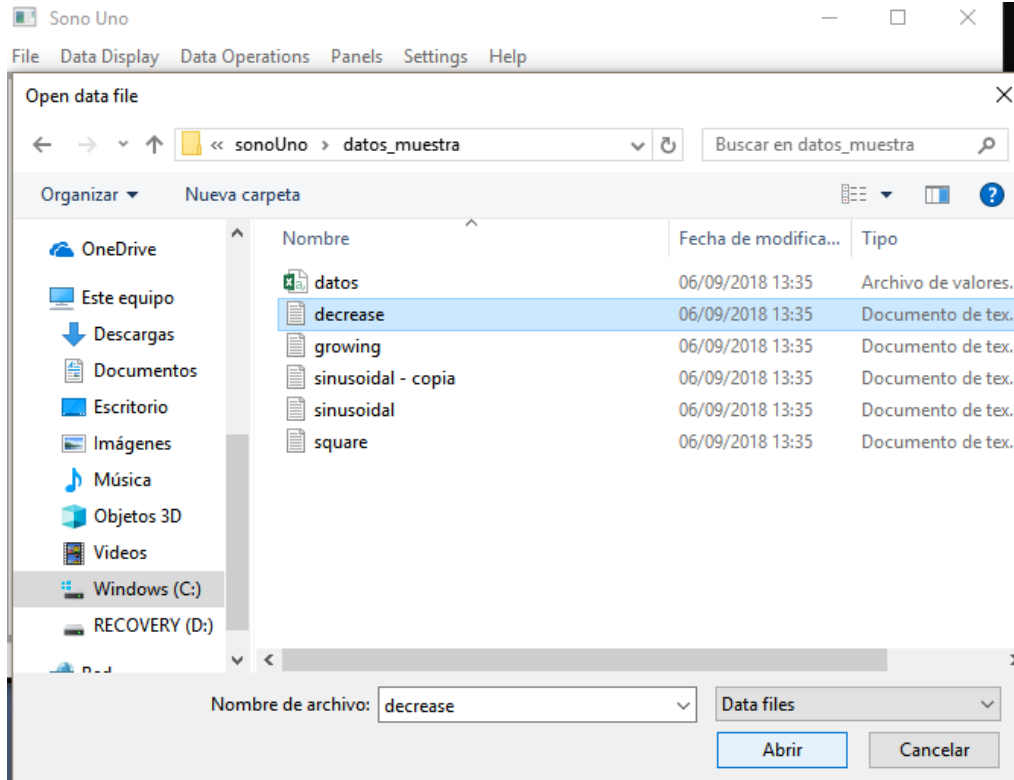 Sono Uno
File Data Display Data Operations Panels Settings Help
Open data file
« sonoUno › datos_muestra
Buscar en datos_muestra
Organizar
Nueva carpeta
Nombre Fecha de modifica... Tipo
OneDrive
Este equipo
Descargas
Documentos
Escritorio
Imágenes
Música
Objetos 3D
Videos
Windows (C:)
RECOVERY (D:)
datos 06/09/2018 13:35 Archivo de valores.
decrease 06/09/2018 13:35 Documento de tex.
growing 06/09/2018 13:35 Documento de tex.
sinusoidal - copia 06/09/2018 13:35 Documento de tex.
sinusoidal 06/09/2018 13:35 Documento de tex.
square 06/09/2018 13:35 Documento de tex.
Nombre de archivo: decrease
Data files
Abrir Cancelar